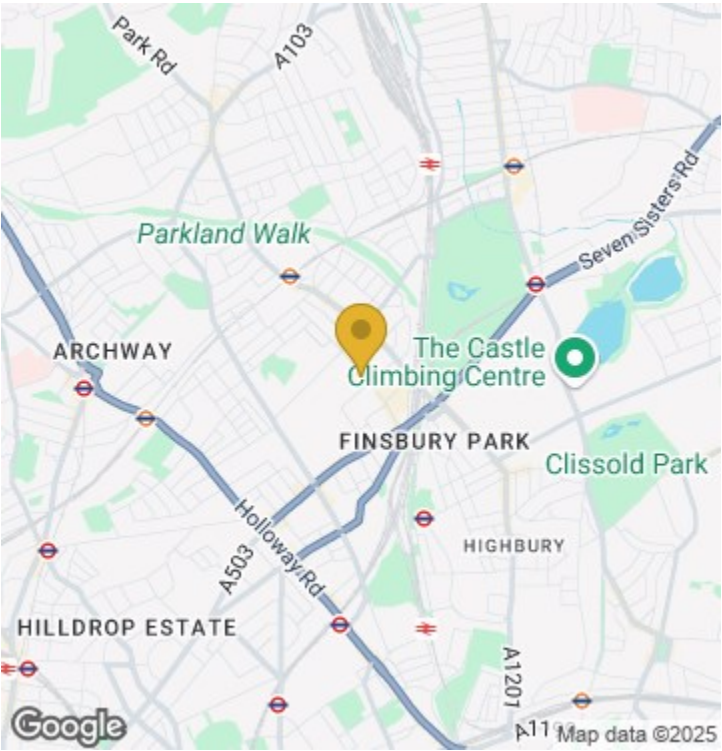 Park Rd
A103
Seven Sisters Rd
Parkland Walk
ARCHWAY
The Castle
Climbing Centre
FINSBURY PARK
Clissold Park
Holloway Rd
A503
HIGHBURY
HILLDROP ESTATE
A1201
Google
Map data ©2025